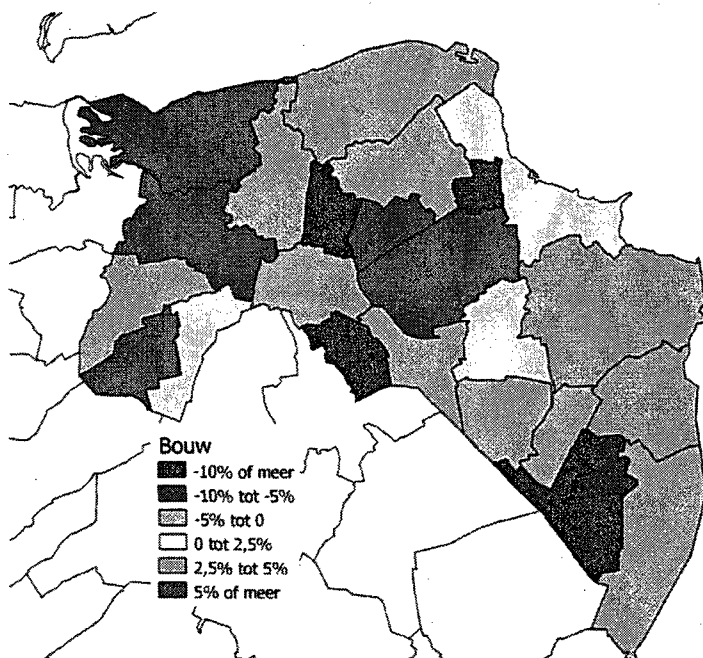 Bouw
-10% of meer
-10% tot -5%
-5% tot 0
0 tot 2,5%
2,5% tot 5%
5% of meer